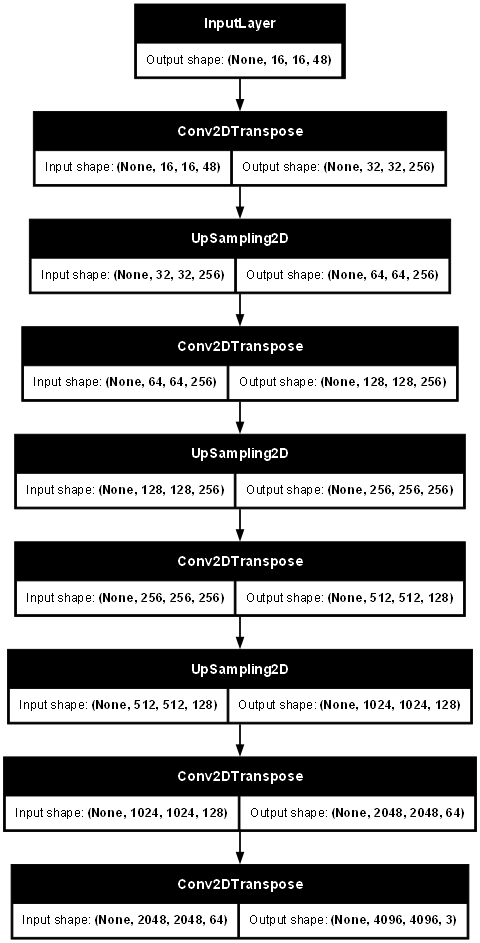 InputLayer
Output shape: (None, 16, 16, 48)
Conv2DTranspose
Input shape: (None, 16, 16, 48) Output shape: (None, 32, 32, 256)
UpSampling2D
Input shape: (None, 32, 32, 256) Output shape: (None, 64, 64, 256)
Conv2DTranspose
Input shape: (None, 64, 64, 256) Output shape: (None, 128, 128, 256)
UpSampling2D
Input shape: (None, 128, 128, 256) Output shape: (None, 256, 256, 256)
Conv2DTranspose
Input shape: (None, 256, 256, 256) Output shape: (None, 512, 512, 128)
UpSampling2D
Input shape: (None, 512, 512, 128) Output shape: (None, 1024, 1024, 128)
Conv2DTranspose
Input shape: (None, 1024, 1024, 128) Output shape: (None, 2048, 2048, 64)
Conv2DTranspose
Input shape: (None, 2048, 2048, 64) Output shape: (None, 4096, 4096, 3)